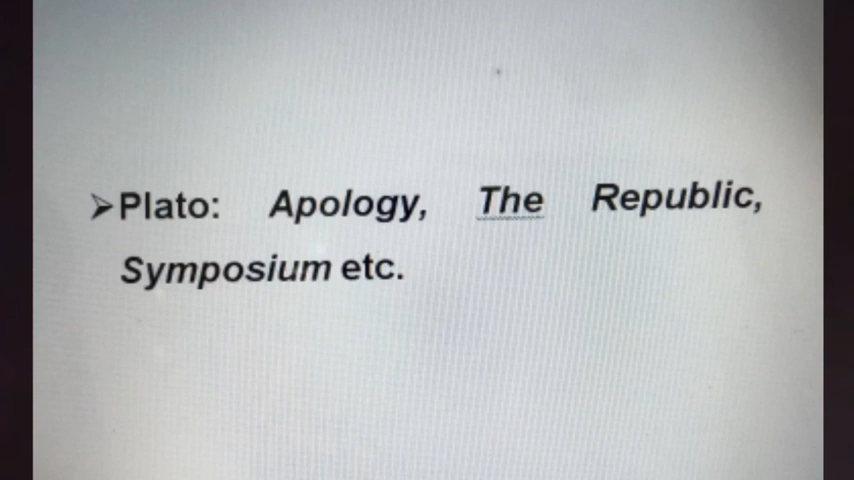 ➢Plato: Apology, The Republic,
Symposium etc.